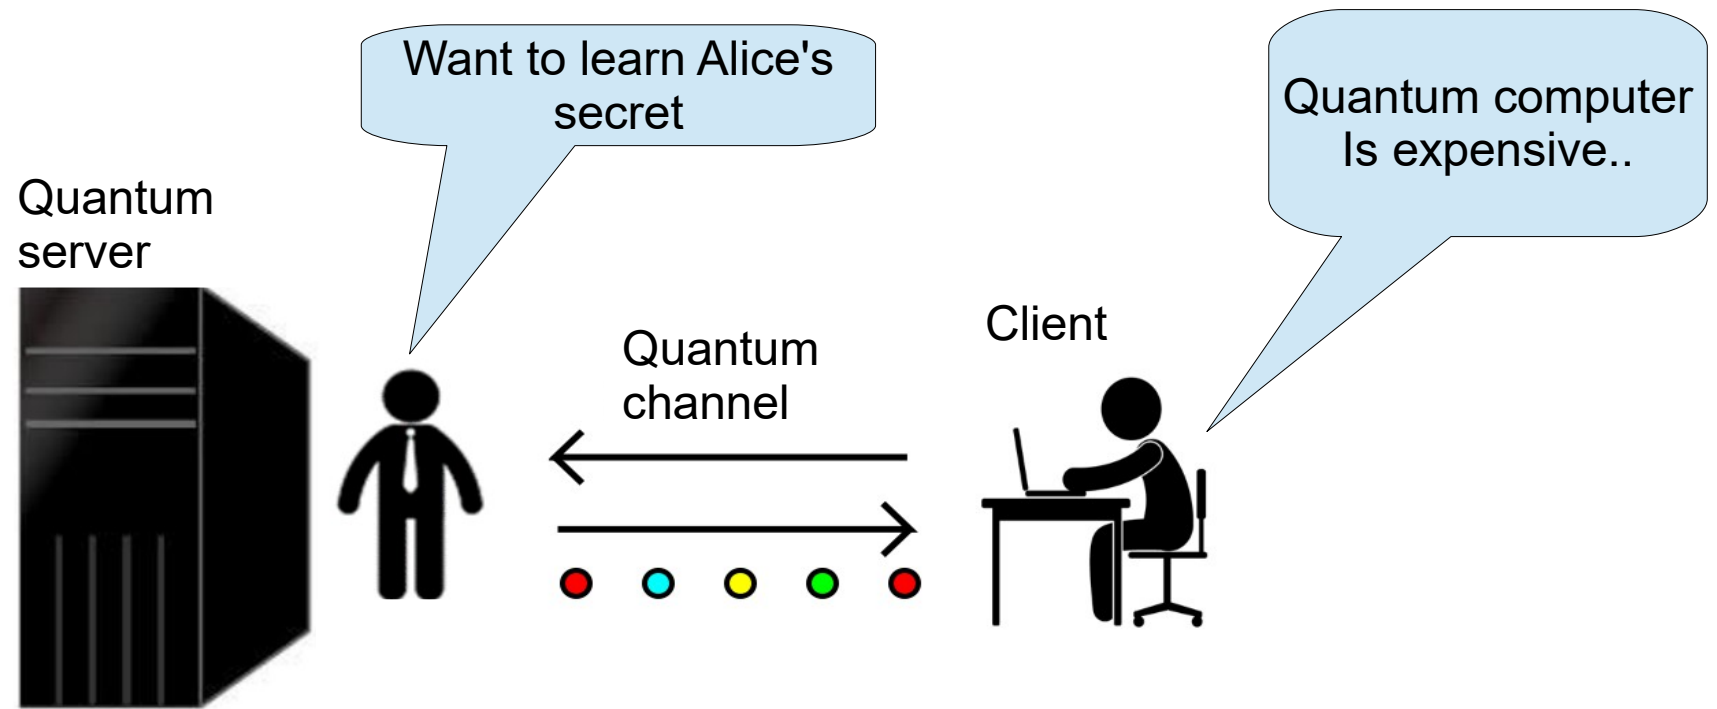 Want to learn Alice's
secret
Quantum computer
Is expensive..
Quantum
server
Client
Quantum
channel